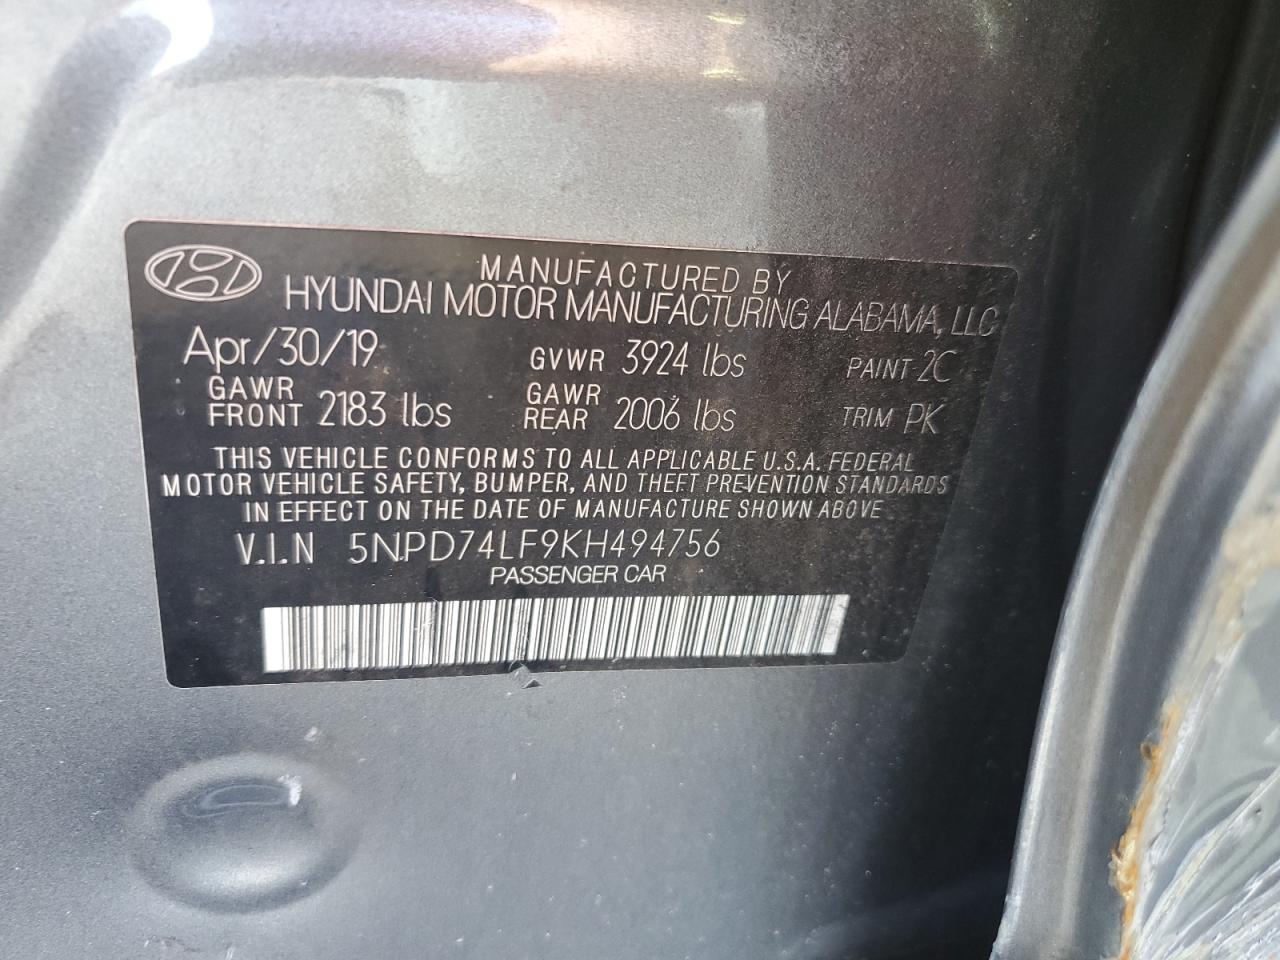 MANUFACTURED BY
HYUNDAI MOTOR MANUFACTURING ALABAMA, LLC
Apr/30/19 GVWR 3924 lbs PAINT 2C
GAWR FRONT 2183 lbs GAWR REAR 2006 lbs TRIM PK
THIS VEHICLE CONFORMS TO ALL APPLICABLE U.S.A. FEDERAL
MOTOR VEHICLE SAFETY, BUMPER, AND THEFT PREVENTION STANDARDS
IN EFFECT ON THE DATE OF MANUFACTURE SHOWN ABOVE
V.I.N 5NPD74LF9KH494756
PASSENGER CAR